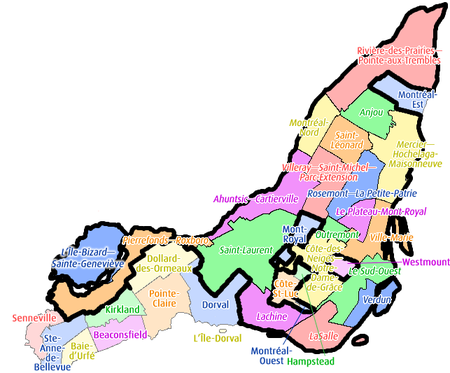 Rivière-des-Prairies—
Pointe-aux-Trembles
Montréal-
Est
Anjou
Montréal-
Nord
Saint-
Léonard
Mercier—
Hochelaga-
Maisonneuve
Villeray—Saint-Michel—
Parc-Extension
Ahuntsic-Cartierville
Rosemont—La Petite-Patrie
Le Plateau-Mont-Royal
Mont-
Royal
Outremont
Ville-Marie
Pierrefonds-Roxboro
Saint-Laurent
L'Île-Bizard—
Sainte-Geneviève
Dollard-
des-Ormeaux
Côte-des-
Neiges
Notre-
Dame-
de-Grâce
Westmount
Le Sud-Ouest
Côte-
St-Luc
Pointe-
Claire
Kirkland
Dorval
Verdun
Senneville
Beaconsfield
Lachine
LaSalle
Ste-
Anne-
de-
Bellevue
Baie-
d'Urfé
L'Île-Dorval
Montréal-
Ouest
Hampstead